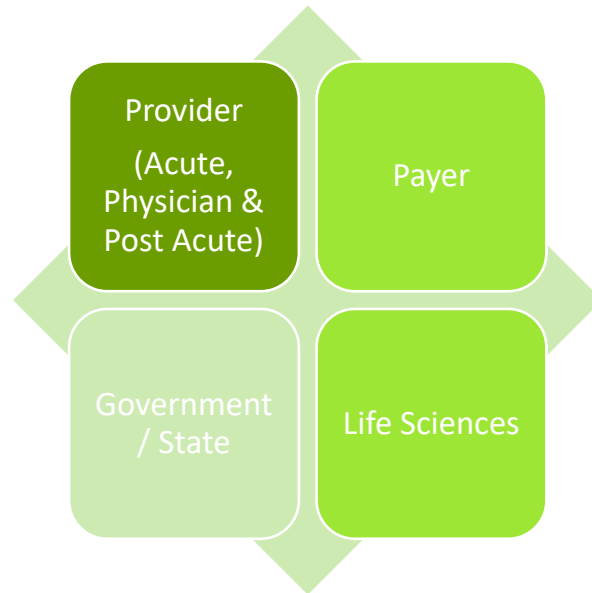 Provider
(Acute,
Physician &
Post Acute)
Payer
Government
/ State
Life Sciences